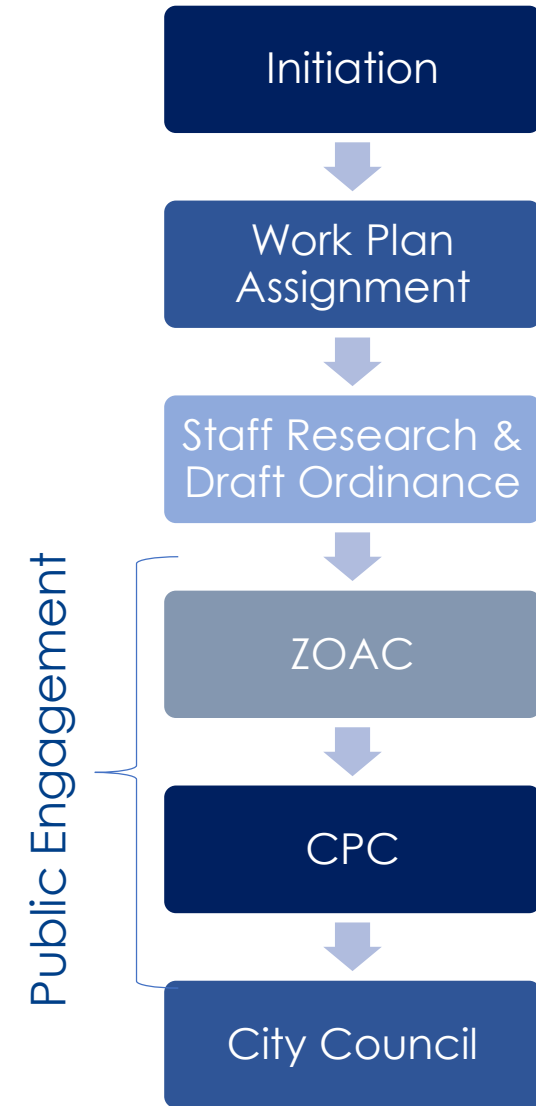 Initiation
Work Plan
Assignment
Staff Research &
Draft Ordinance
Public Engagement
ZOAC
CPC
City Council